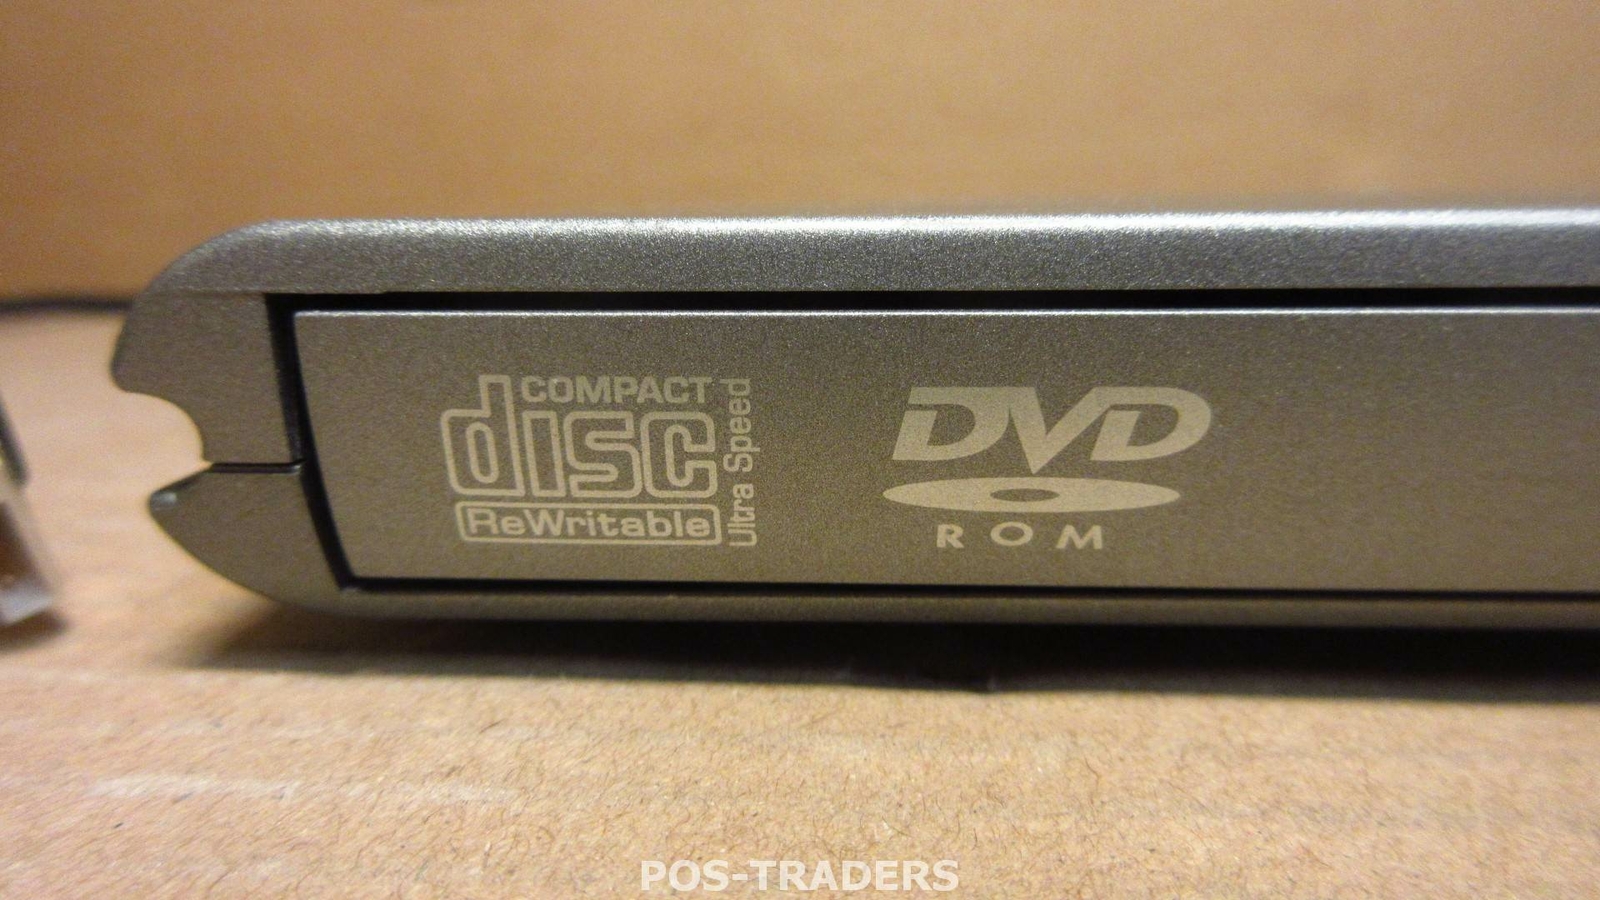 COMPACT
disc
ReWritable
Ultra Speed
DVD
ROM
POS-TRADERS